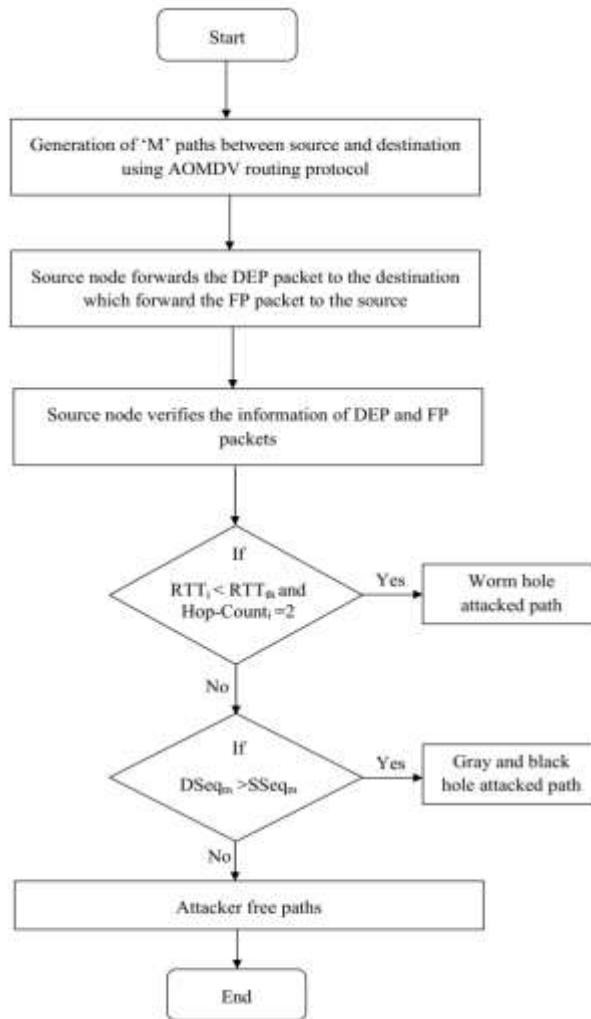 Start
Generation of ‘M’ paths between source and destination
using AOMDV routing protocol
Source node forwards the DEP packet to the destination
which forward the FP packet to the source
Source node verifies the information of DEP and FP
packets
If
RTTᵢ < RTTₜₕ and
Hop-Countᵢ =2
Yes
Worm hole
attacked path
No
If
DSeqₘ >SSeqₘ
Yes
Gray and black
hole attacked path
No
Attacker free paths
End